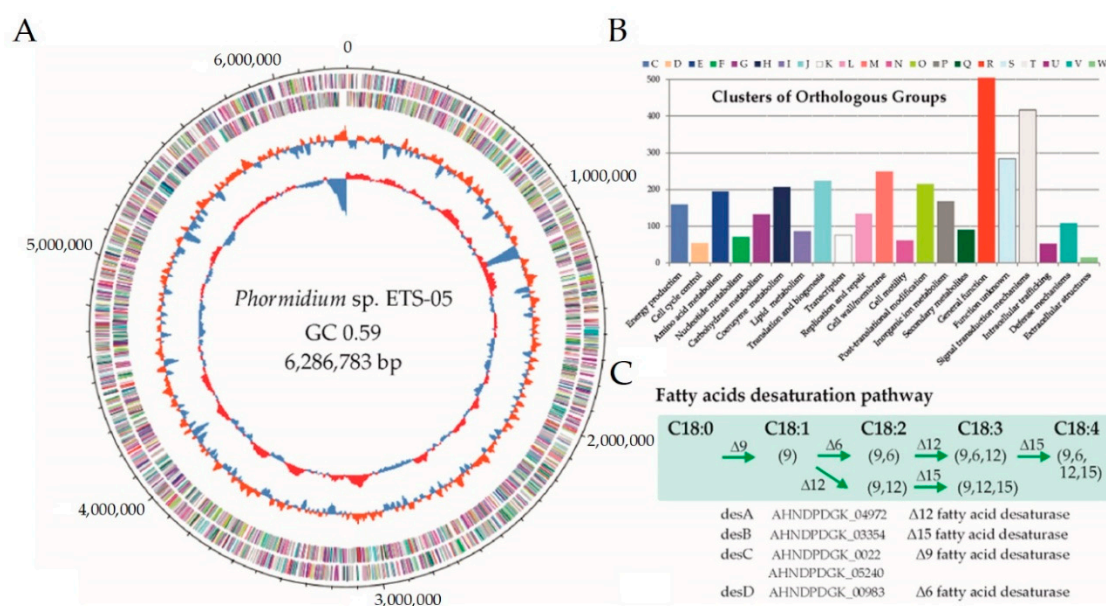 A
0
1,000,000
2,000,000
3,000,000
4,000,000
5,000,000
6,000,000
Phormidium sp. ETS-05
GC 0.59
6,286,783 bp
B
C D E F G H I J K L M N O P Q R S T U V W
Clusters of Orthologous Groups
500
400
300
200
100
0
Energy production
Cell cycle control
Amino acid metabolism
Nucleotide metabolism
Carbohydrate metabolism
Coenzyme metabolism
Lipid metabolism
Translation and biogenesis
Transcription
Replication and repair
Cell wall/membrane
Cell motility
Post-translational modification
Inorganic ion metabolism
Secondary metabolites
General function
Function unknown
Signal transduction mechanisms
Intracellular trafficking
Defense mechanisms
Extracellular structures
C
Fatty acids desaturation pathway
C18:0 C18:1 C18:2 C18:3 C18:4
Δ9 (9) Δ6 (9,6) Δ12 (9,6,12) Δ15 (9,6,
12,15)
Δ12 (9,12) Δ15 (9,12,15)
desA AHNDPDGK_04972 Δ12 fatty acid desaturase
desB AHNDPDGK_03354 Δ15 fatty acid desaturase
desC AHNDPDGK_0022 Δ9 fatty acid desaturase
AHNDPDGK_05240
desD AHNDPDGK_00983 Δ6 fatty acid desaturase